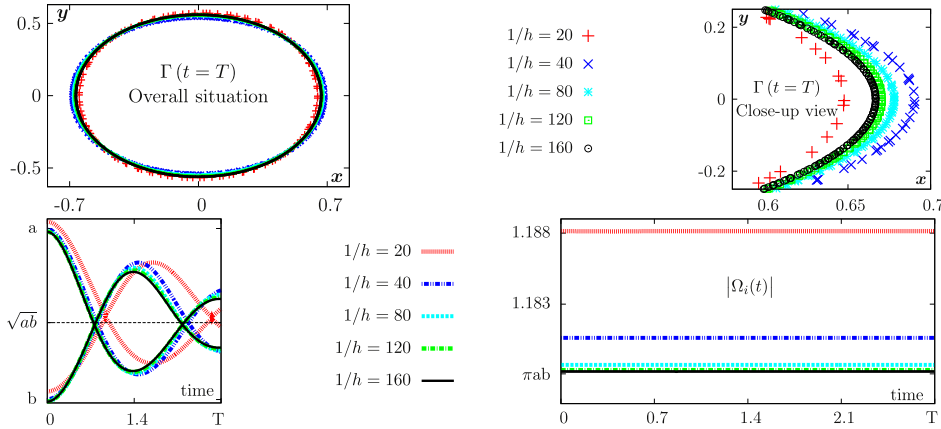 y
0.5
0
-0.5
Γ (t = T)
Overall situation
x
-0.7
0
0.7
1/h = 20
1/h = 40
1/h = 80
1/h = 120
1/h = 160
y
0.2
0
-0.2
Γ (t = T)
Close-up view
x
0.6
0.65
0.7
a
√ab
b
time
0
1.4
T
1/h = 20
1/h = 40
1/h = 80
1/h = 120
1/h = 160
1.188
1.183
πab
|Ωi(t)|
time
0
0.7
1.4
2.1
T